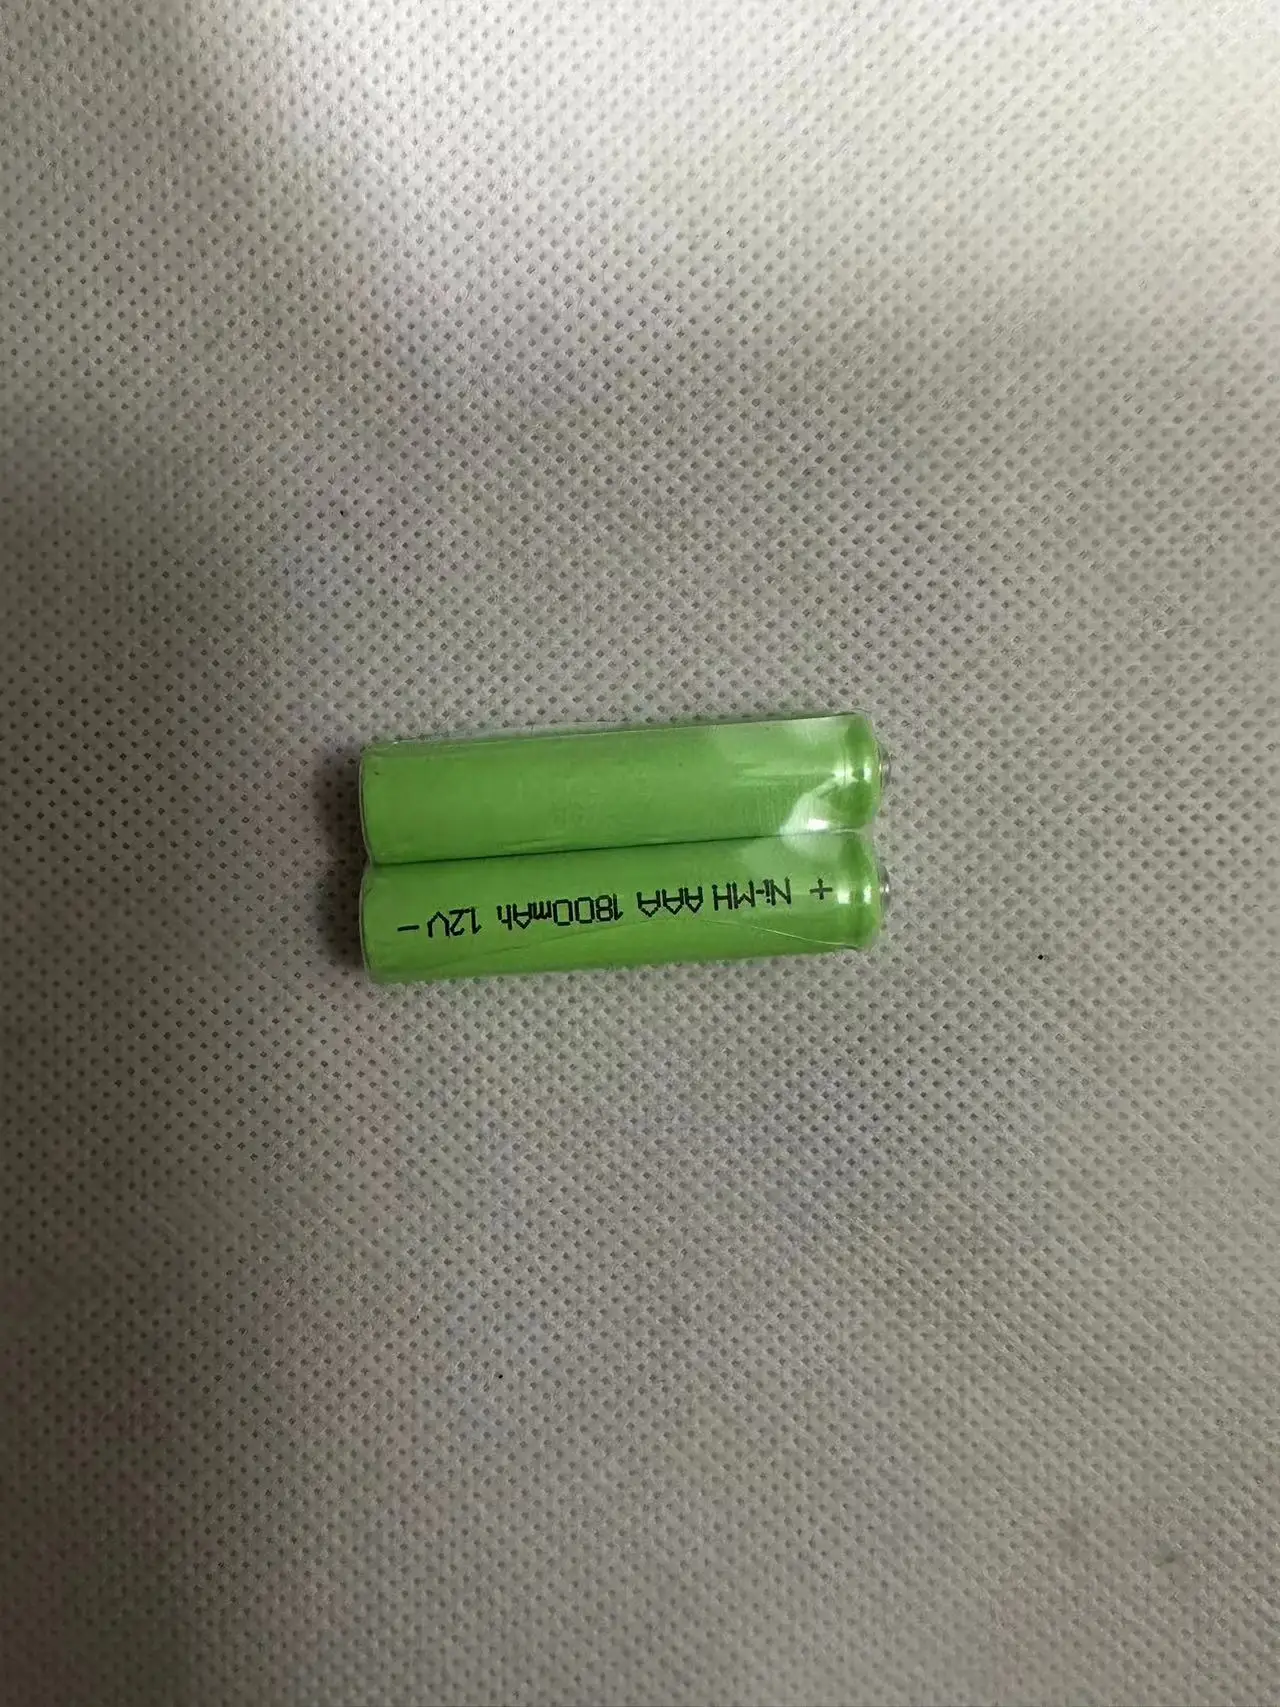 + Ni-MH AAA 1800mAh 1.2V -